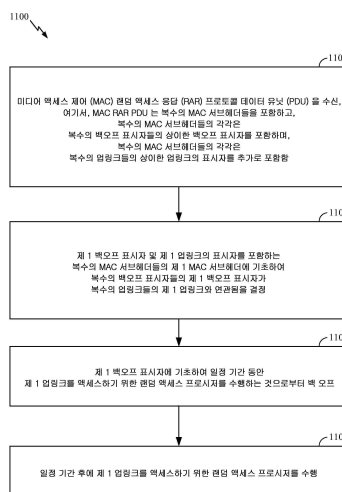 1100
110
미디어 액세스 제어 (MAC) 랜덤 액세스 응답 (RAR) 프로토콜 데이터 유닛 (PDU) 을 수신,
여기서, MAC RAR PDU 는 복수의 MAC 서브헤더들을 포함하고,
복수의 MAC 서브헤더들의 각각은
복수의 백오프 표시자들의 상이한 백오프 표시자를 포함하며,
복수의 MAC 서브헤더들의 각각은
복수의 업링크들의 상이한 업링크의 표시자를 추가로 포함함
110
제 1 백오프 표시자 및 제 1 업링크의 표시자를 포함하는
복수의 MAC 서브헤더들의 제 1 MAC 서브헤더에 기초하여
복수의 백오프 표시자들의 제 1 백오프 표시자가
복수의 업링크들의 제 1 업링크와 연관됨을 결정
110
제 1 백오프 표시자에 기초하여 일정 기간 동안
제 1 업링크를 액세스하기 위한 랜덤 액세스 프로시저를 수행하는 것으로부터 백 오프
110
일정 기간 후에 제 1 업링크를 액세스하기 위한 랜덤 액세스 프로시저를 수행